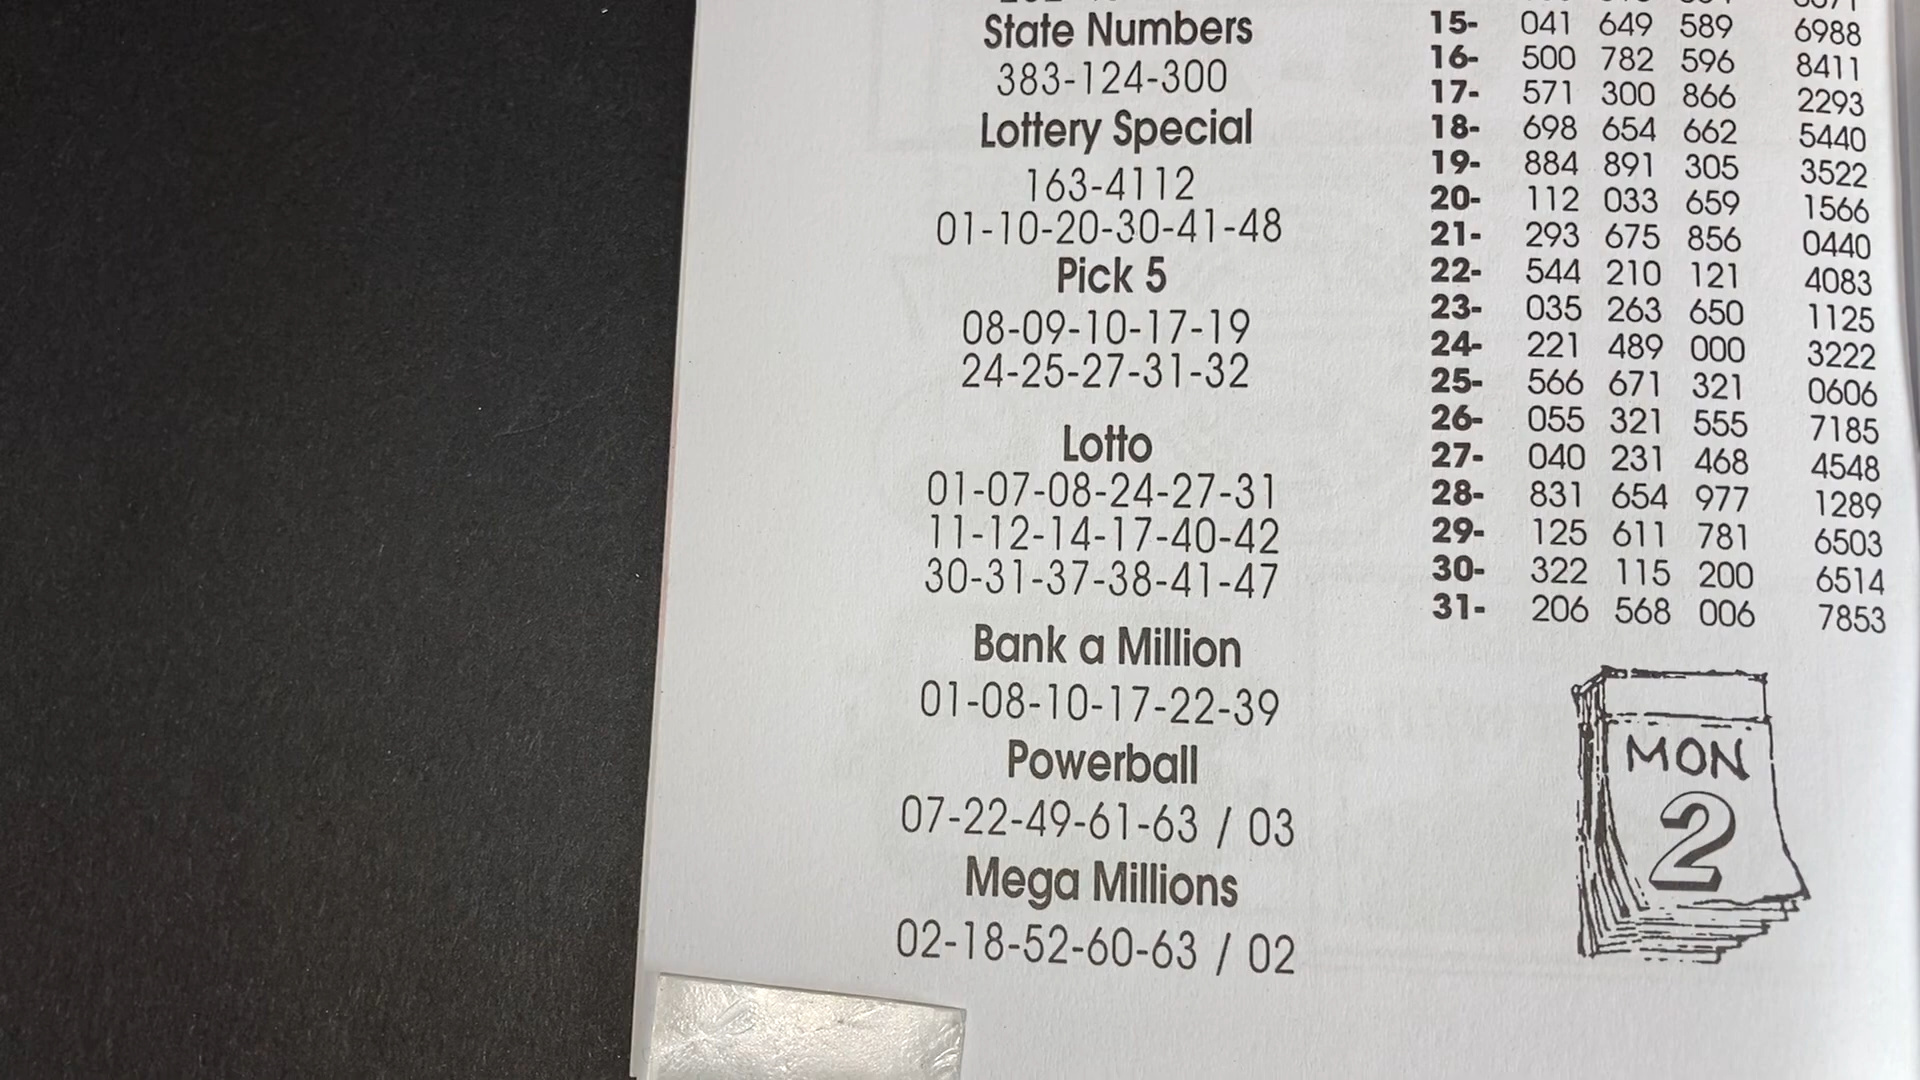 State Numbers
383-124-300
Lottery Special
163-4112
01-10-20-30-41-48
Pick 5
08-09-10-17-19
24-25-27-31-32
Lotto
01-07-08-24-27-31
11-12-14-17-40-42
30-31-37-38-41-47
Bank a Million
01-08-10-17-22-39
Powerball
07-22-49-61-63 / 03
Mega Millions
02-18-52-60-63 / 02
15- 041 649 589 6988
16- 500 782 596 8411
17- 571 300 866 2293
18- 698 654 662 5440
19- 884 891 305 3522
20- 112 033 659 1566
21- 293 675 856 0440
22- 544 210 121 4083
23- 035 263 650 1125
24- 221 489 000 3222
25- 566 671 321 0606
26- 055 321 555 7185
27- 040 231 468 4548
28- 831 654 977 1289
29- 125 611 781 6503
30- 322 115 200 6514
31- 206 568 006 7853
MON
2